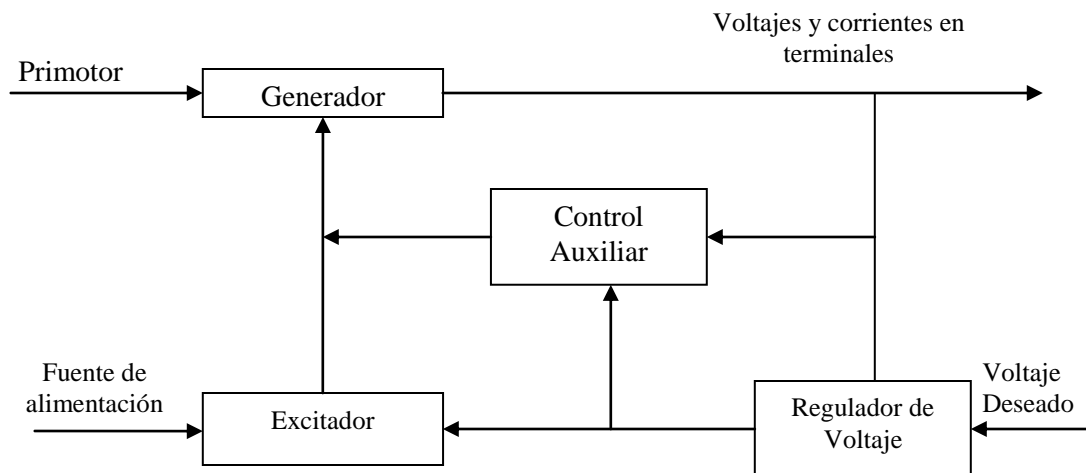 Voltajes y corrientes en
terminales
Primotor
Generador
Control
Auxiliar
Fuente de
alimentación
Excitador
Regulador de
Voltaje
Voltaje
Deseado